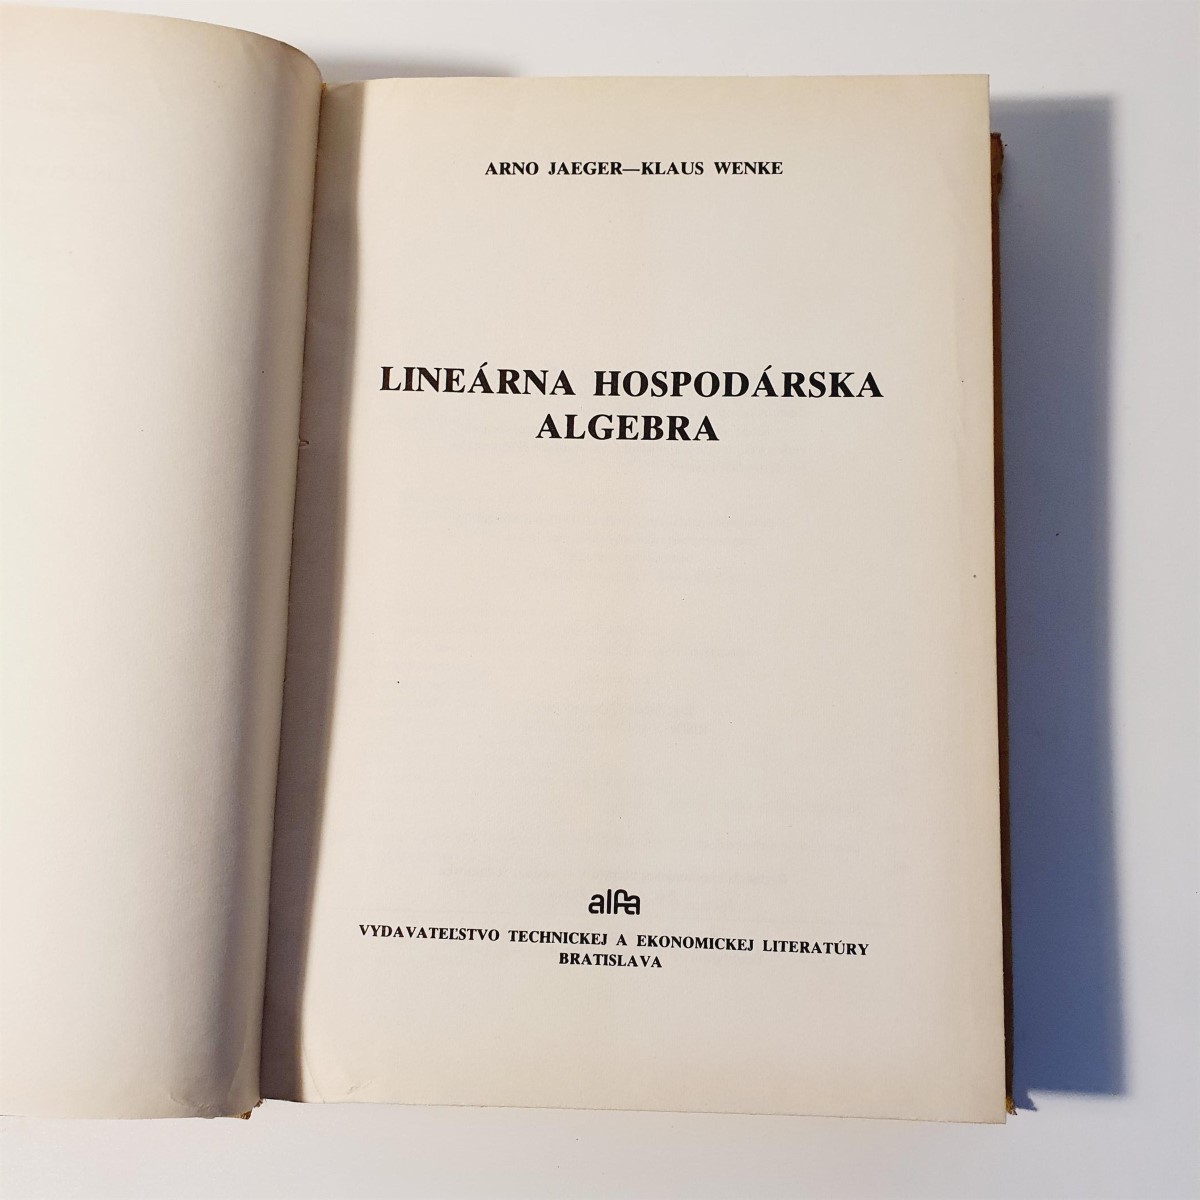 ARNO JAEGER—KLAUS WENKE
LINEÁRNA HOSPODÁRSKA
ALGEBRA
alfa
VYDAVATEĽSTVO TECHNICKEJ A EKONOMICKEJ LITERATÚRY
BRATISLAVA